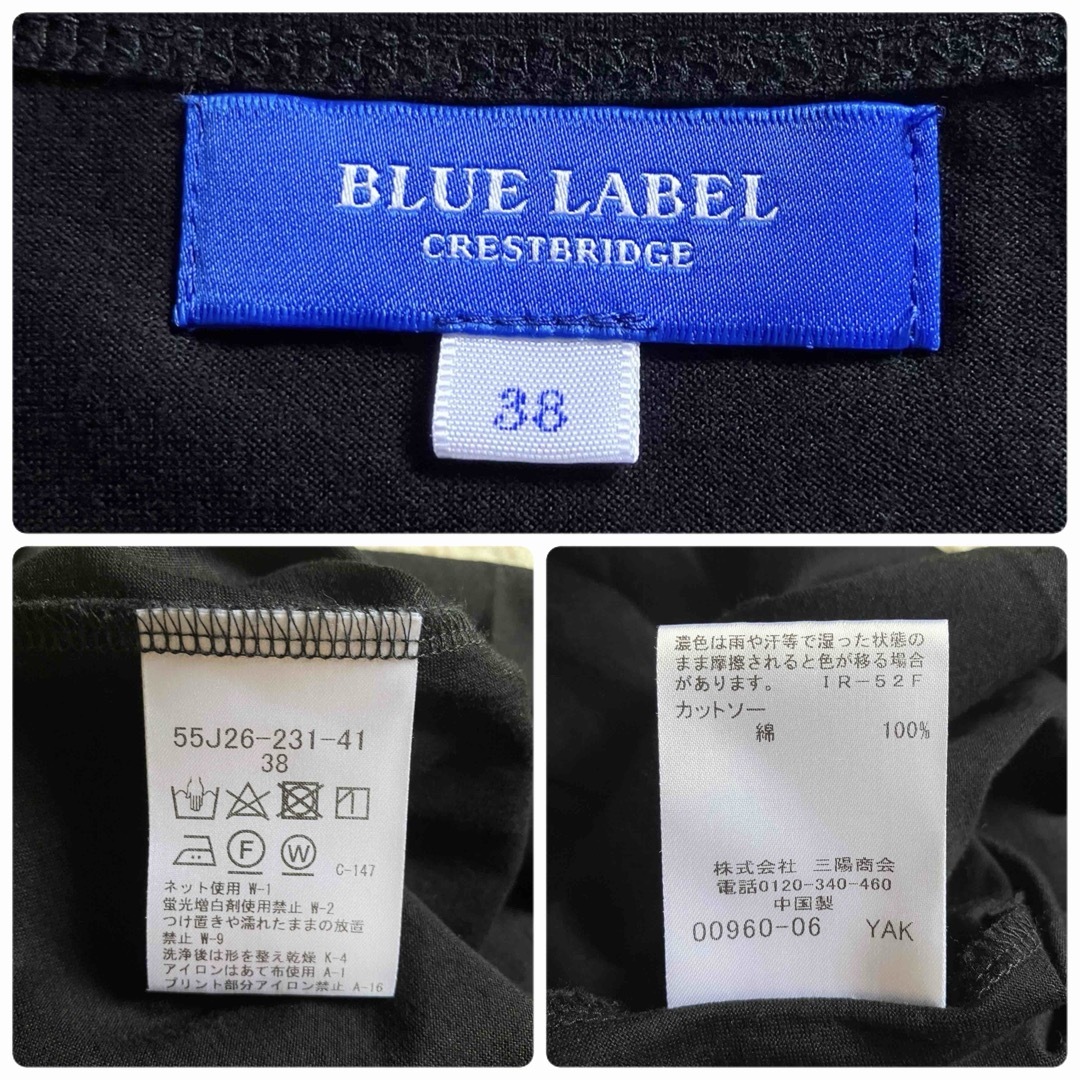 BLUE LABEL
CRESTBRIDGE
38
55J26-231-41
38
F W
C-147
ネット使用 W-1
蛍光増白剤使用禁止 W-2
つけ置きや濡れたままの放置
禁止 W-9
洗浄後は形を整え乾燥 K-4
アイロンはあて布使用 A-1
プリント部分アイロン禁止 A-16
濃色は雨や汗等で湿った状態の
まま摩擦されると色が移る場合
があります。 IR-52F
カットソー
綿 100%
株式会社 三陽商会
電話0120-340-460
中国製
00960-06 YAK